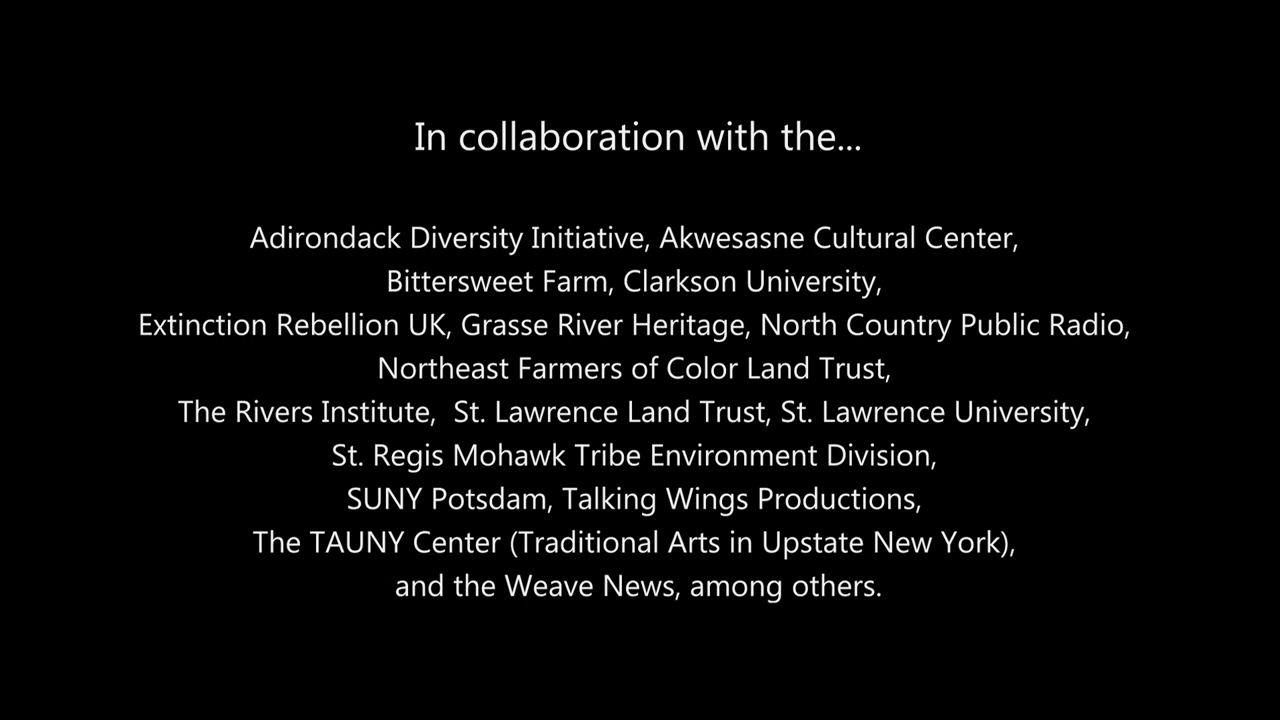 In collaboration with the...
Adirondack Diversity Initiative, Akwesasne Cultural Center,
Bittersweet Farm, Clarkson University,
Extinction Rebellion UK, Grasse River Heritage, North Country Public Radio,
Northeast Farmers of Color Land Trust,
The Rivers Institute,  St. Lawrence Land Trust, St. Lawrence University,
St. Regis Mohawk Tribe Environment Division,
SUNY Potsdam, Talking Wings Productions,
The TAUNY Center (Traditional Arts in Upstate New York),
and the Weave News, among others.